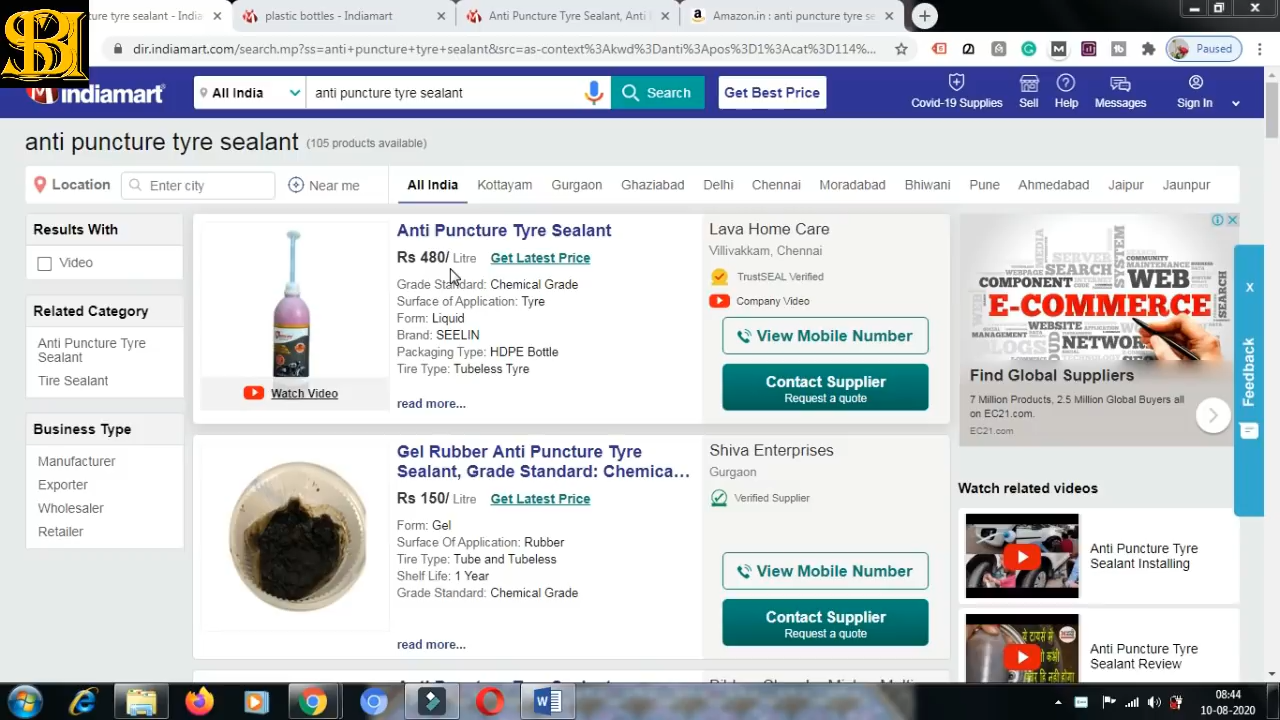 tyre sealant - India
plastic bottles - Indiamart
Anti Puncture Tyre Sealant, Anti
Amazon.in : anti puncture tyre se
SBI
dir.indiamart.com/search.mp?ss=anti+puncture+tyre+sealant&src=as-context%3Akwd%3Danti%3Apos%3D1%3Acat%3D114%...
Paused
indiamart
All India
anti puncture tyre sealant
Search
Get Best Price
Covid-19 Supplies
Sell
Help
Messages
Sign In
anti puncture tyre sealant (105 products available)
Location
Enter city
Near me
All India
Kottayam
Gurgaon
Ghaziabad
Delhi
Chennai
Moradabad
Bhiwani
Pune
Ahmedabad
Jaipur
Jaunpur
Results With
Video
Related Category
Anti Puncture Tyre
Sealant
Tire Sealant
Business Type
Manufacturer
Exporter
Wholesaler
Retailer
Watch Video
Anti Puncture Tyre Sealant
Rs 480/ Litre Get Latest Price
Grade Standard: Chemical Grade
Surface of Application: Tyre
Form: Liquid
Brand: SEELIN
Packaging Type: HDPE Bottle
Tire Type: Tubeless Tyre
read more...
Lava Home Care
Villivakkam, Chennai
TrustSEAL Verified
Company Video
View Mobile Number
Contact Supplier
Request a quote
Gel Rubber Anti Puncture Tyre
Sealant, Grade Standard: Chemica...
Rs 150/ Litre Get Latest Price
Form: Gel
Surface Of Application: Rubber
Tire Type: Tube and Tubeless
Shelf Life: 1 Year
Grade Standard: Chemical Grade
read more...
Shiva Enterprises
Gurgaon
Verified Supplier
View Mobile Number
Contact Supplier
Request a quote
SYSTEM
SEARCH
COMPONENT
WEB
E-COMMERCE
WEBSITE
NETWORK
Find Global Suppliers
7 Million Products, 2.5 Million Global Buyers all
on EC21.com.
EC21.com
x
Feedback
Watch related videos
Anti Puncture Tyre
Sealant Installing
Anti Puncture Tyre
Sealant Review
08:44
10-08-2020